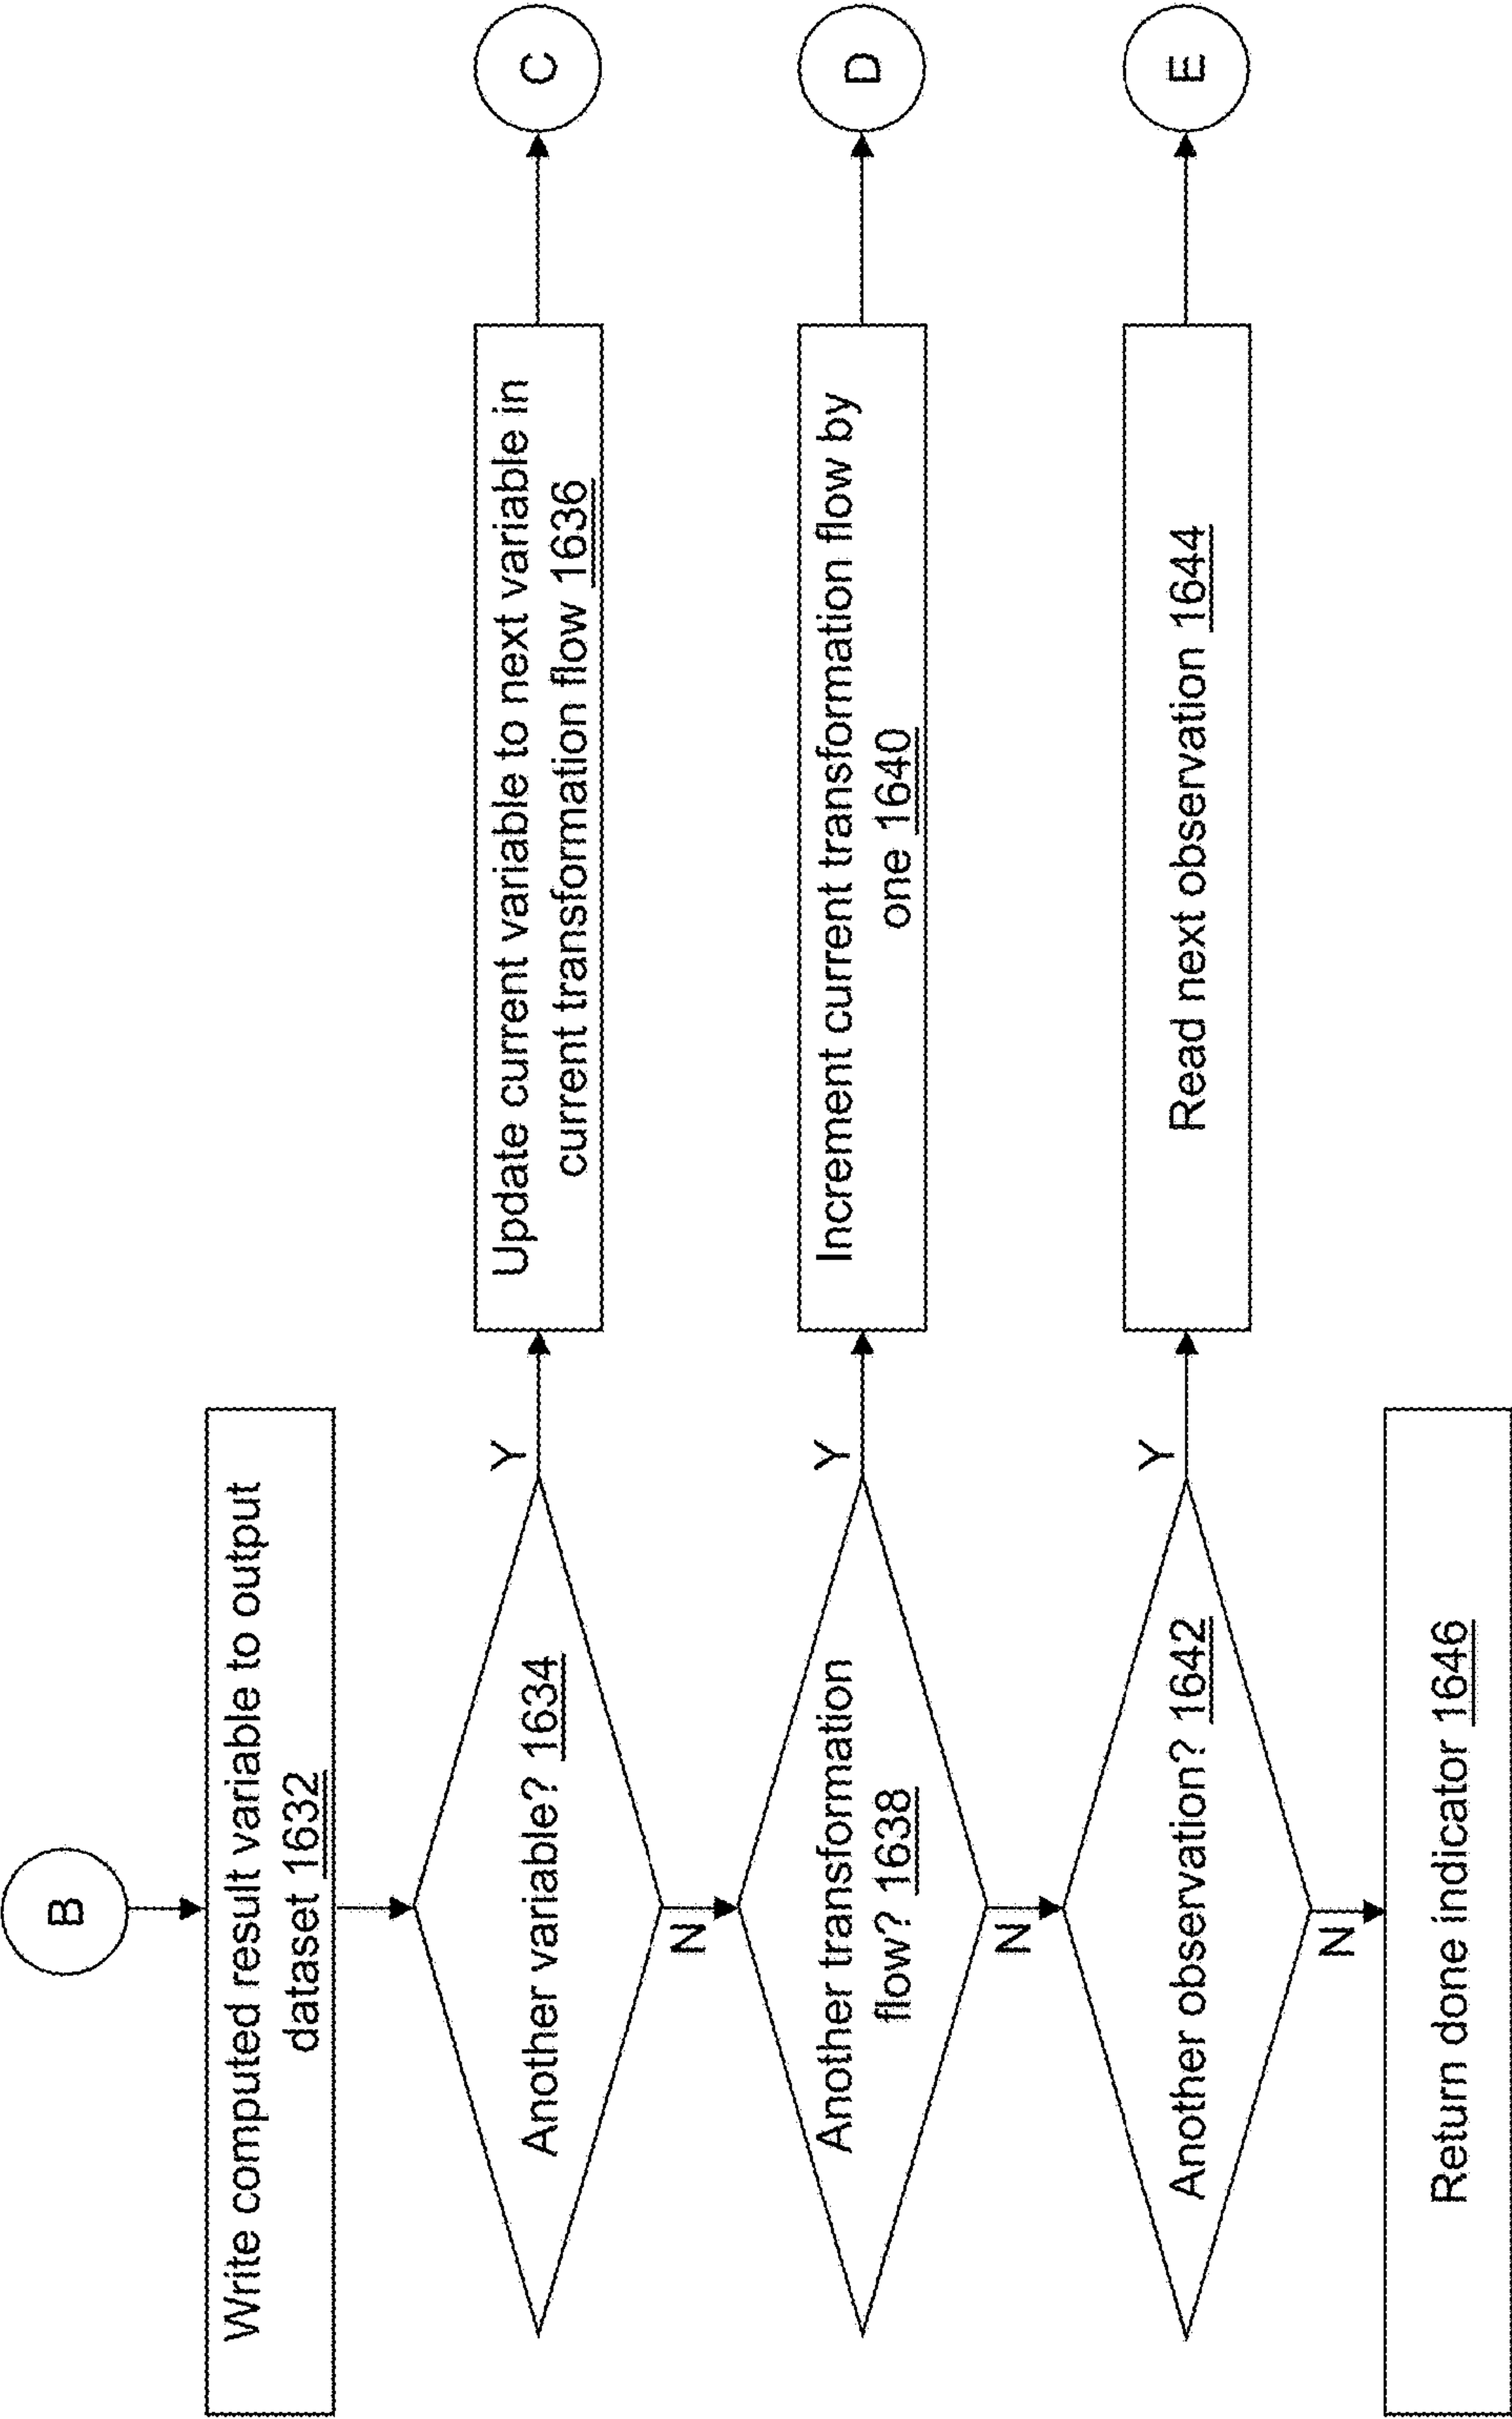 B
Write computed result variable to output
dataset 1632
Another variable? 1634
Y
Update current variable to next variable in
current transformation flow 1636
C
N
Another transformation
flow? 1638
Y
Increment current transformation flow by
one 1640
D
N
Another observation? 1642
Y
Read next observation 1644
E
N
Return done indicator 1646